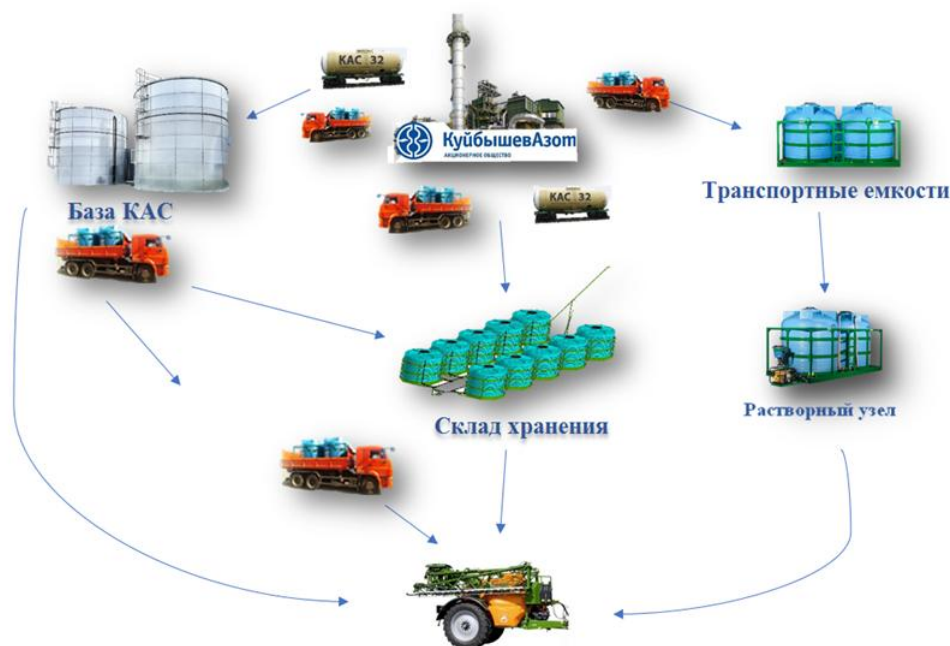 КАС 32
КуйбышевАзот
АКЦИОНЕРНОЕ ОБЩЕСТВО
Транспортные емкости
База КАС
КАС 32
Растворный узел
Склад хранения